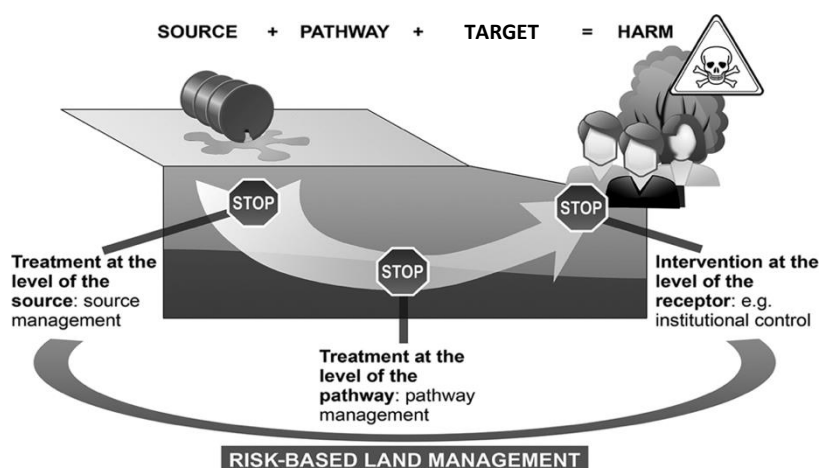 SOURCE + PATHWAY + TARGET = HARM
STOP
STOP
STOP
Treatment at the
level of the
source: source
management
Treatment at the
level of the
pathway: pathway
management
Intervention at the
level of the
receptor: e.g.
institutional control
RISK-BASED LAND MANAGEMENT